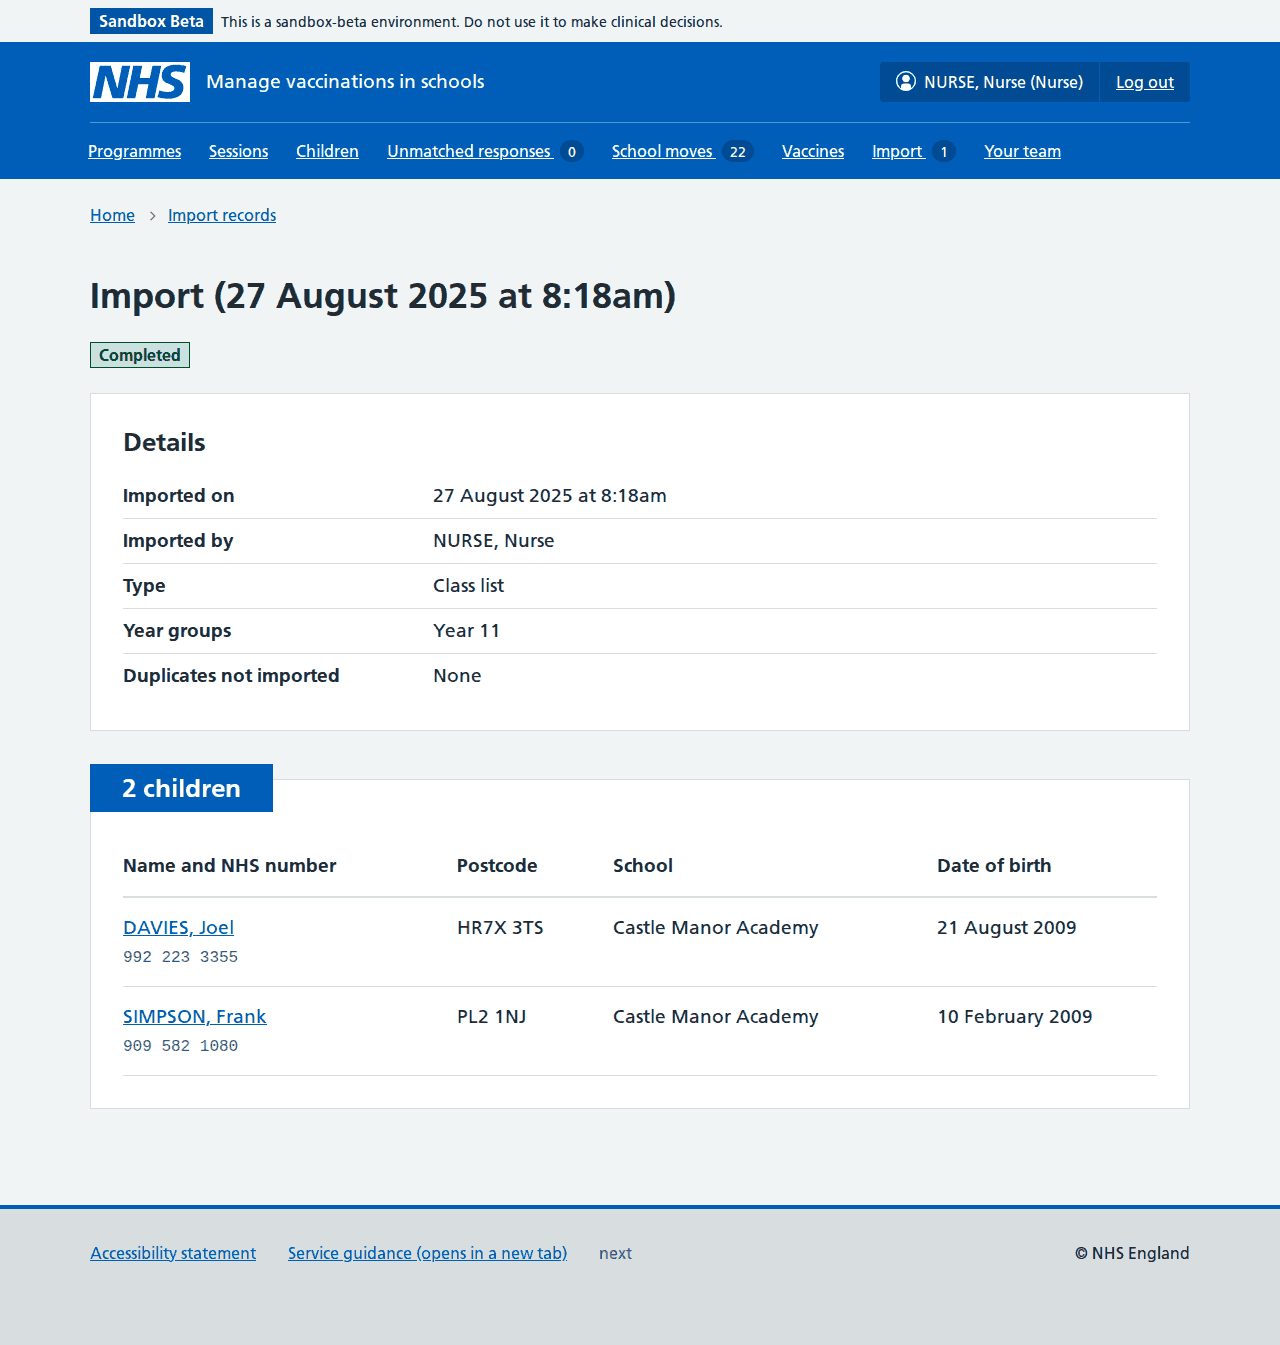 Sandbox Beta This is a sandbox-beta environment. Do not use it to make clinical decisions.
NHS Manage vaccinations in schools NURSE, Nurse (Nurse) Log out
Programmes Sessions Children Unmatched responses 0 School moves 22 Vaccines Import 1 Your team
Home Import records
Import (27 August 2025 at 8:18am)
Completed
Details
Imported on 27 August 2025 at 8:18am
Imported by NURSE, Nurse
Type Class list
Year groups Year 11
Duplicates not imported None
2 children
Name and NHS number Postcode School Date of birth
DAVIES, Joel HR7X 3TS Castle Manor Academy 21 August 2009
992 223 3355
SIMPSON, Frank PL2 1NJ Castle Manor Academy 10 February 2009
909 582 1080
Accessibility statement Service guidance (opens in a new tab) next © NHS England